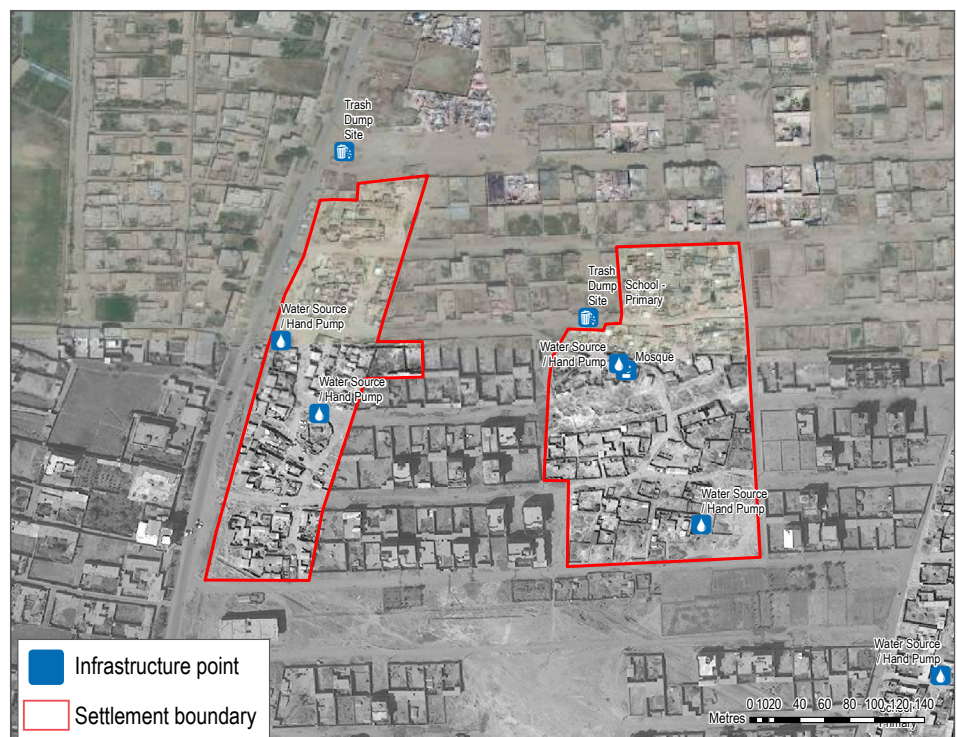 Trash
Dump
Site
Trash
Dump
Site
School -
Primary
Water Source
/ Hand Pump
Water Source
/ Hand Pump
Mosque
Water Source
/ Hand Pump
Water Source
/ Hand Pump
Water Source
/ Hand Pump
Infrastructure point
Settlement boundary
Metres
0 10 20 40 60 80 100 120 140
School -
Primary